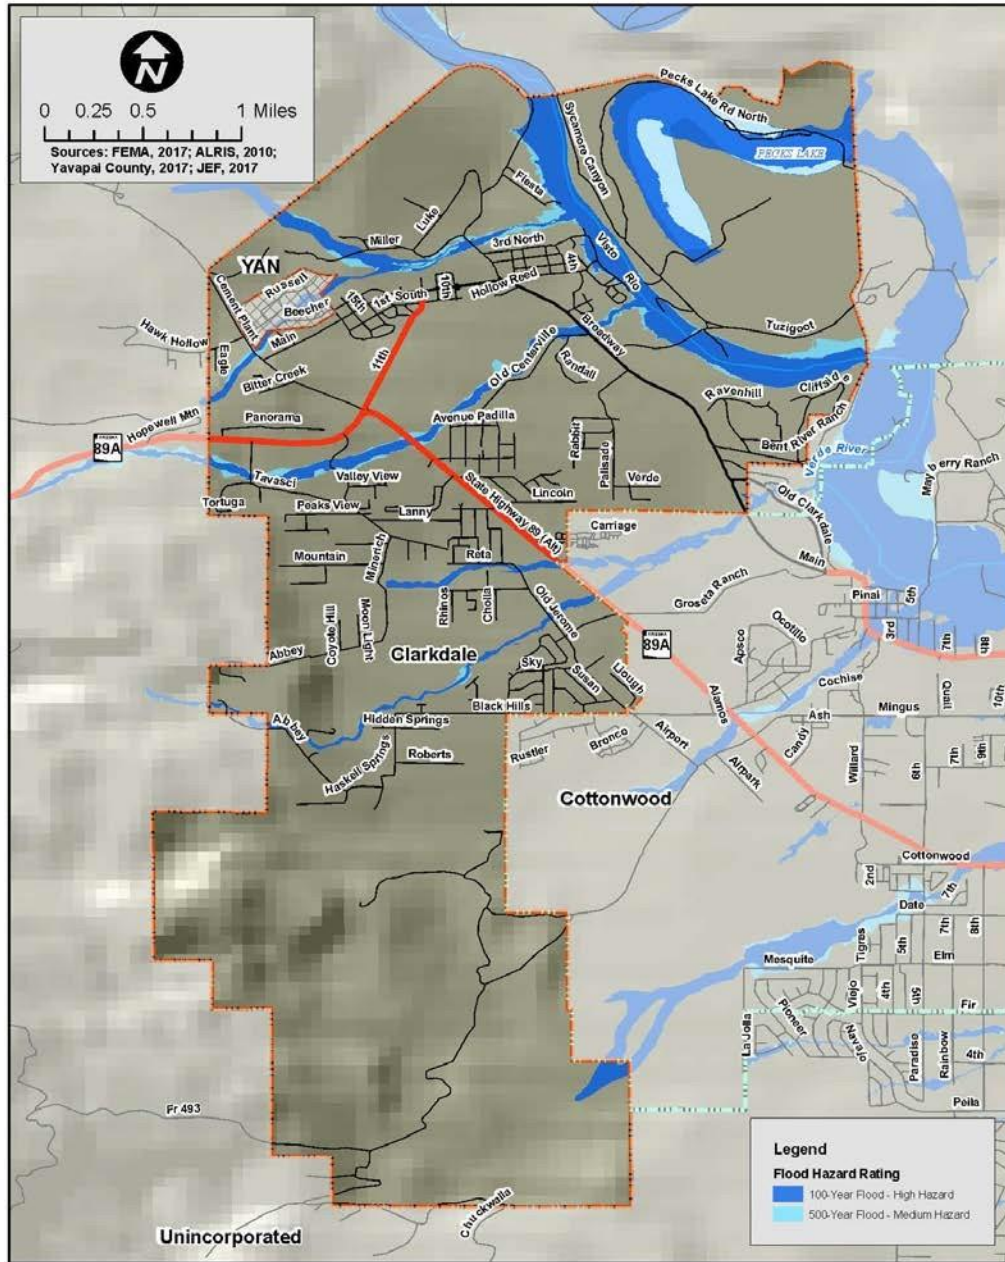 N
0 0.25 0.5 1 Miles
Sources: FEMA, 2017; ALRIS, 2010;
Yavapai County, 2017; JEF, 2017
Pecks Lake Rd North
PECKS LAKE
Sycamore Canyon
Fiesta
Luke
Miller
3rd North
4th
Visto
Rio
YAN
Russell
Beecher
15th
1st South
10th
Hollow Reed
Cement Plant
Main
Hawk Hollow
Eagle
11th
Broadway
Tuzigoot
Bitter Creek
Old Centerville
Randall
Ravenhill
Cliffside
Hopewell Mtn
89A
Panorama
Avenue Padilla
Bent River Ranch
Verde River
Mayberry Ranch
Rabbit
Palisade
Verde
Tavasci
Valley View
State Highway 89 (Alt)
Lincoln
Old Clarkdale
Tortuga
Peaks View
Lanny
Carriage
Main
Mountain
Minerich
Reta
Groseta Ranch
Pinal
5th
3rd
7th
8th
Rhinos
Cholla
Old Jerome
Coyote Hill
Moon Light
89A
Apsco
Ocotillo
Abbey
Clarkdale
Sky
Susan
Llough
Cochise
Alamos
Quail
10th
Abbey
Hidden Springs
Black Hills
Mingus
Ash
Candy
Haskell Springs
Roberts
Rustler
Bronco
Airport
Airpark
Willard
6th
7th
9th
Cottonwood
Cottonwood
2nd
Date
7th
Tigres
5th
7th
8th
Elm
Mesquite
Viejo
4th
5th
Fir
Pioneer
La Jolla
Navajo
Paradise
Rainbow
4th
Peila
Fr 493
Chuckwalla
Unincorporated
Legend
Flood Hazard Rating
100-Year Flood - High Hazard
500-Year Flood - Medium Hazard